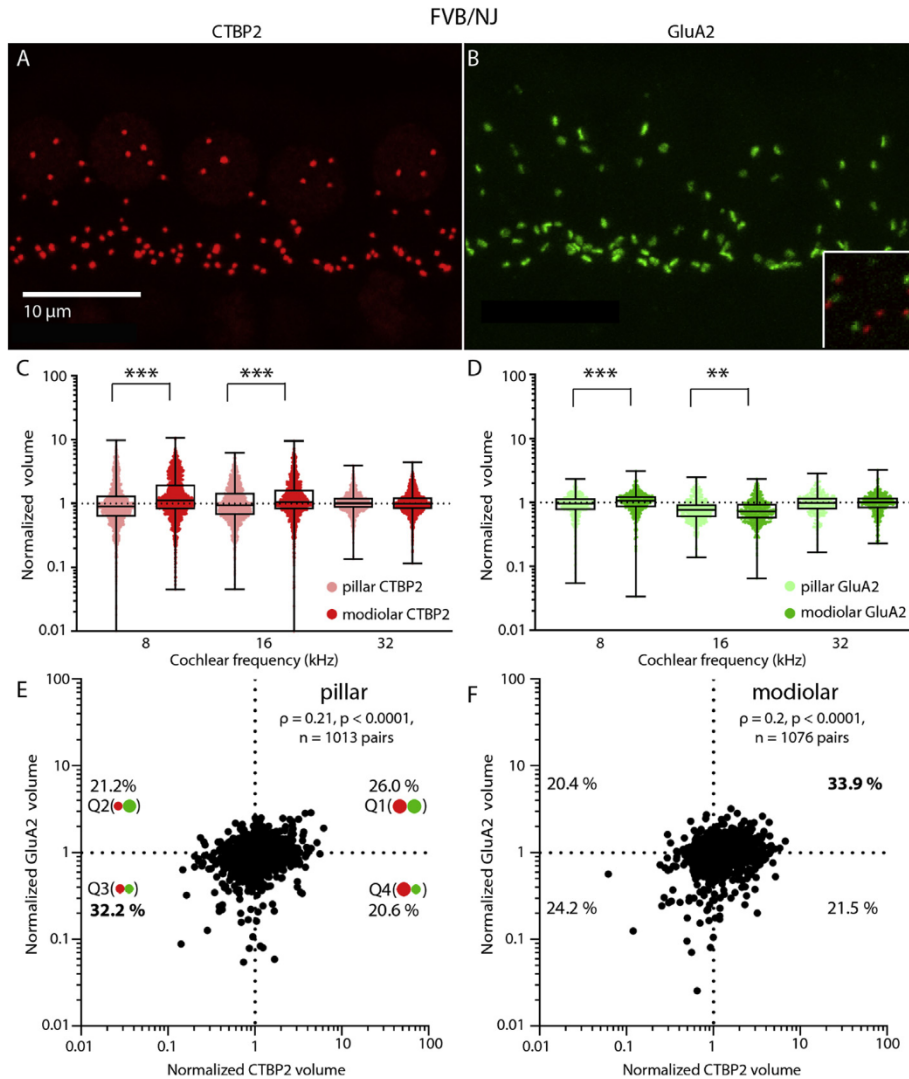 FVB/NJ
CTBP2
GluA2
A
B
10 µm
C
D
***
***
***
**
Normalized volume
100
10
1
0.1
0.01
pillar CTBP2
modiolar CTBP2
8
16
32
Cochlear frequency (kHz)
Normalized volume
100
10
1
0.1
0.01
pillar GluA2
modiolar GluA2
8
16
32
Cochlear frequency (kHz)
E
pillar
ρ = 0.21, p < 0.0001,
n = 1013 pairs
Normalized GluA2 volume
100
10
1
0.1
0.01
21.2%
Q2( )
26.0 %
Q1( )
Q3( )
32.2 %
Q4( )
20.6 %
0.01
0.1
1
10
100
Normalized CTBP2 volume
F
modiolar
ρ = 0.2, p < 0.0001,
n = 1076 pairs
Normalized GluA2 volume
100
10
1
0.1
0.01
20.4 %
33.9 %
24.2 %
21.5 %
0.01
0.1
1
10
100
Normalized CTBP2 volume